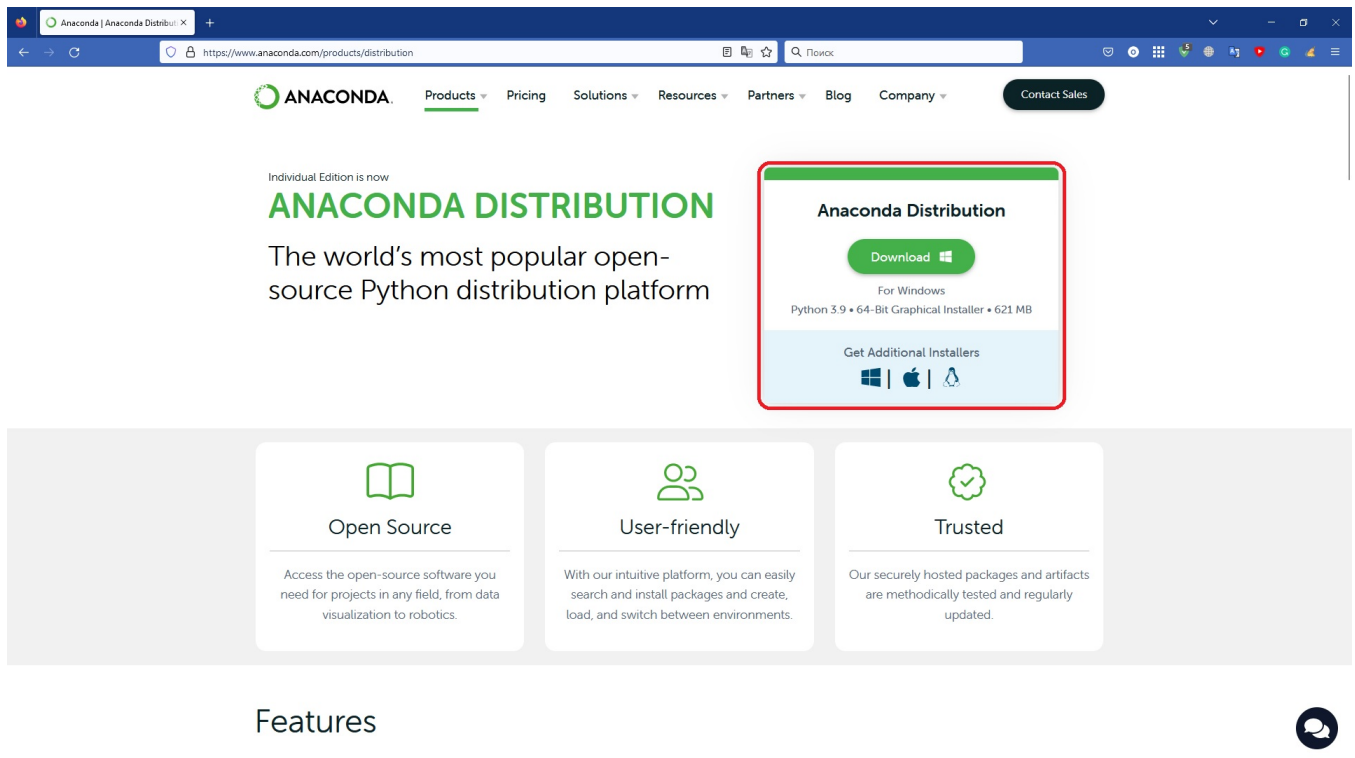 Anaconda | Anaconda Distributi
https://www.anaconda.com/products/distribution
Поиск
ANACONDA.
Products
Pricing
Solutions
Resources
Partners
Blog
Company
Contact Sales
Individual Edition is now
ANACONDA DISTRIBUTION
The world's most popular open-
source Python distribution platform
Anaconda Distribution
Download
For Windows
Python 3.9 • 64-Bit Graphical Installer • 621 MB
Get Additional Installers
Open Source
Access the open-source software you
need for projects in any field, from data
visualization to robotics.
User-friendly
With our intuitive platform, you can easily
search and install packages and create,
load, and switch between environments.
Trusted
Our securely hosted packages and artifacts
are methodically tested and regularly
updated.
Features